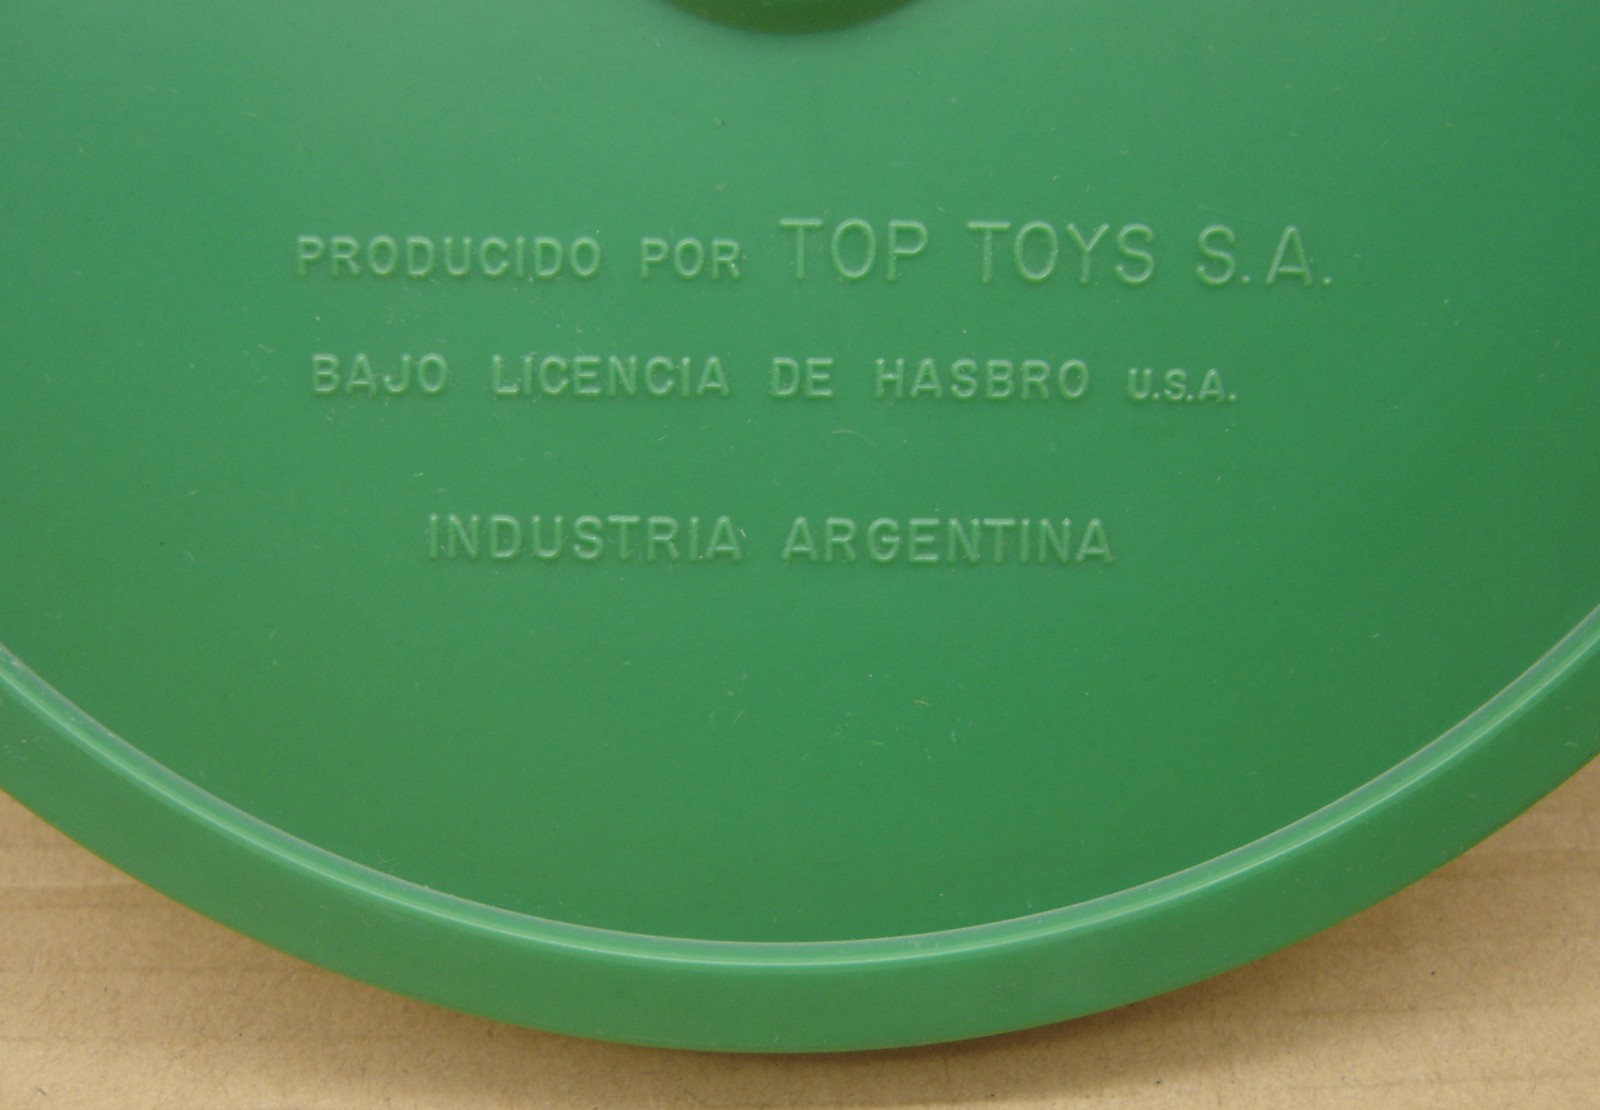 PRODUCIDO POR TOP TOYS S.A.
BAJO LICENCIA DE HASBRO U.S.A.
INDUSTRIA ARGENTINA